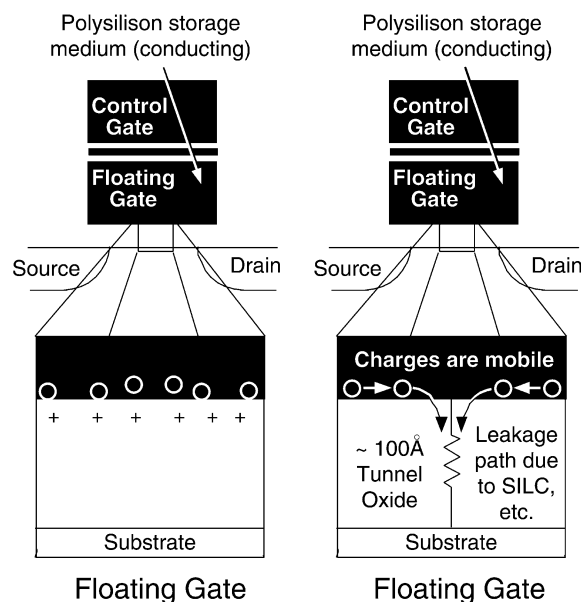 Polysilison storage
medium (conducting)
Control
Gate
Floating
Gate
Source
Drain
+ + + + + +
Substrate
Floating Gate
Polysilison storage
medium (conducting)
Control
Gate
Floating
Gate
Source
Drain
Charges are mobile
~ 100Å
Tunnel
Oxide
Leakage
path due
to SILC,
etc.
Substrate
Floating Gate